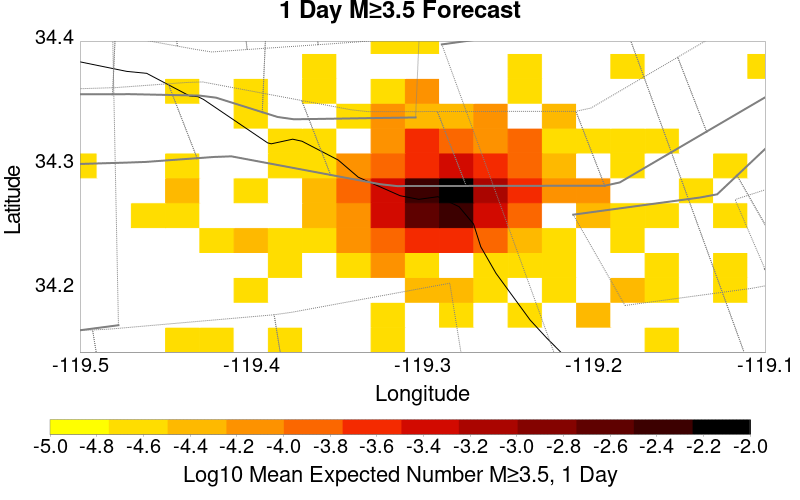 1 Day M≥3.5 Forecast
34.4
34.3
34.2
Latitude
-119.5 -119.4 -119.3 -119.2 -119.1
Longitude
-5.0 -4.8 -4.6 -4.4 -4.2 -4.0 -3.8 -3.6 -3.4 -3.2 -3.0 -2.8 -2.6 -2.4 -2.2 -2.0
Log10 Mean Expected Number M≥3.5, 1 Day